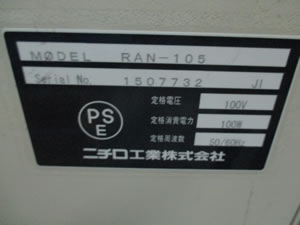 MØDEL RAN-105
Serial No. 1507732 JI
PS
E
定格電圧 100V
定格消費電力 100W
定格周波数 50/60Hz
ニチロ工業株式会社